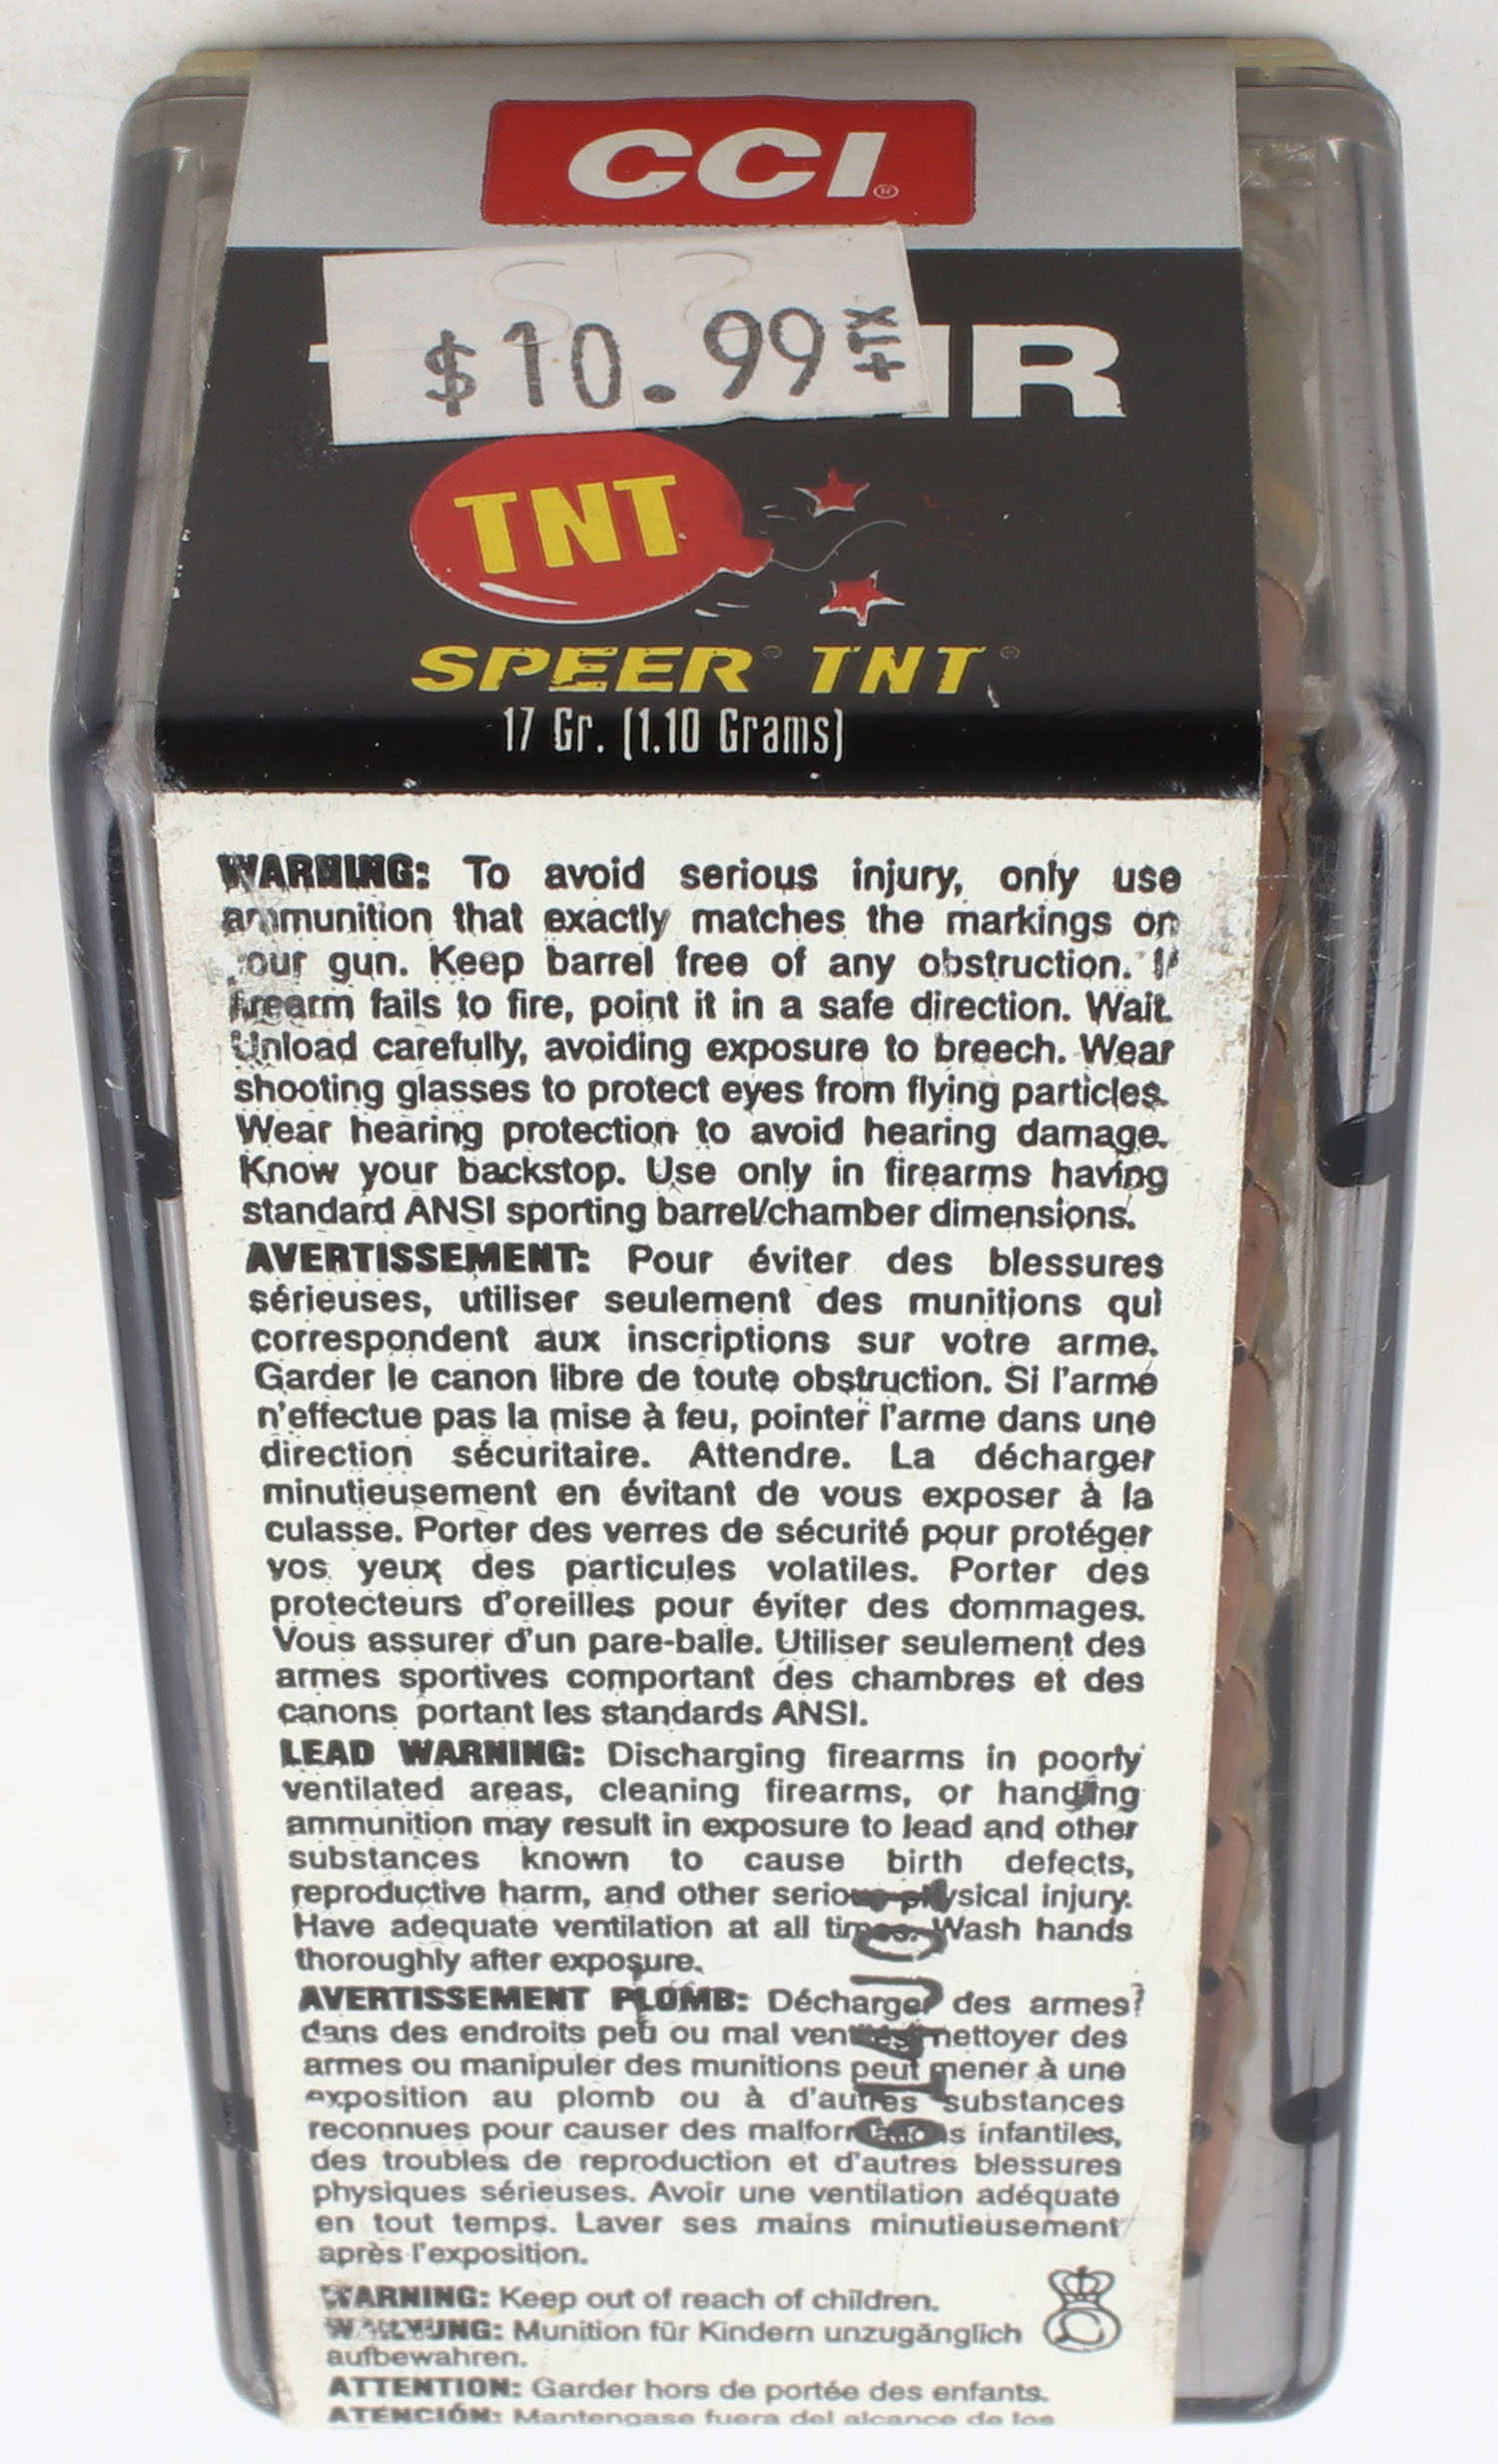 CCI®
$10.99 +TX
TNT
SPEER® TNT®
17 Gr. (1.10 Grams)
WARNING: To avoid serious injury, only use
ammunition that exactly matches the markings on
your gun. Keep barrel free of any obstruction. If
firearm fails to fire, point it in a safe direction. Wait.
Unload carefully, avoiding exposure to breech. Wear
shooting glasses to protect eyes from flying particles.
Wear hearing protection to avoid hearing damage.
Know your backstop. Use only in firearms having
standard ANSI sporting barrel/chamber dimensions.
AVERTISSEMENT: Pour éviter des blessures
sérieuses, utiliser seulement des munitions qui
correspondent aux inscriptions sur votre arme.
Garder le canon libre de toute obstruction. Si l'arme
n'effectue pas la mise à feu, pointer l'arme dans une
direction sécuritaire. Attendre. La décharger
minutieusement en évitant de vous exposer à la
culasse. Porter des verres de sécurité pour protéger
vos yeux des particules volatiles. Porter des
protecteurs d'oreilles pour éviter des dommages.
Vous assurer d'un pare-balle. Utiliser seulement des
armes sportives comportant des chambres et des
canons portant les standards ANSI.
LEAD WARNING: Discharging firearms in poorly
ventilated areas, cleaning firearms, or handling
ammunition may result in exposure to lead and other
substances known to cause birth defects,
reproductive harm, and other serious physical injury.
Have adequate ventilation at all times. Wash hands
thoroughly after exposure.
AVERTISSEMENT PLOMB: Décharger des armes
dans des endroits peu ou mal ventilés, nettoyer des
armes ou manipuler des munitions peut mener à une
exposition au plomb ou à d'autres substances
reconnues pour causer des malformations infantiles,
des troubles de reproduction et d'autres blessures
physiques sérieuses. Avoir une ventilation adéquate
en tout temps. Laver ses mains minutieusement
après l'exposition.
WARNING: Keep out of reach of children.
WARNUNG: Munition für Kindern unzugänglich
aufbewahren.
ATTENTION: Garder hors de portée des enfants.
ATENCIÓN: Mantengase fuera del alcance de los